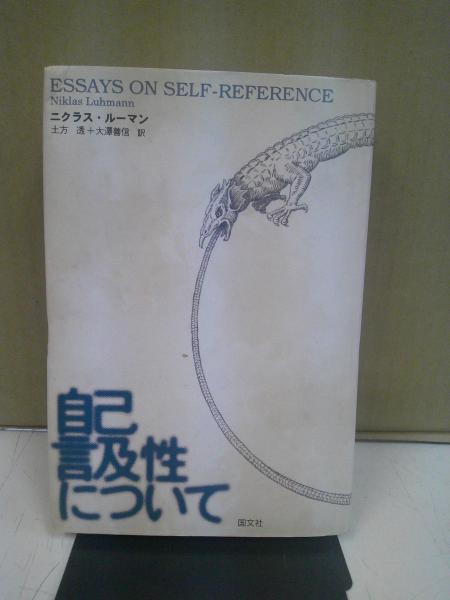 ESSAYS ON SELF-REFERENCE
Niklas Luhmann
ニクラス・ルーマン
土方 透+大澤善信 訳
自己
言及性
について
国文社